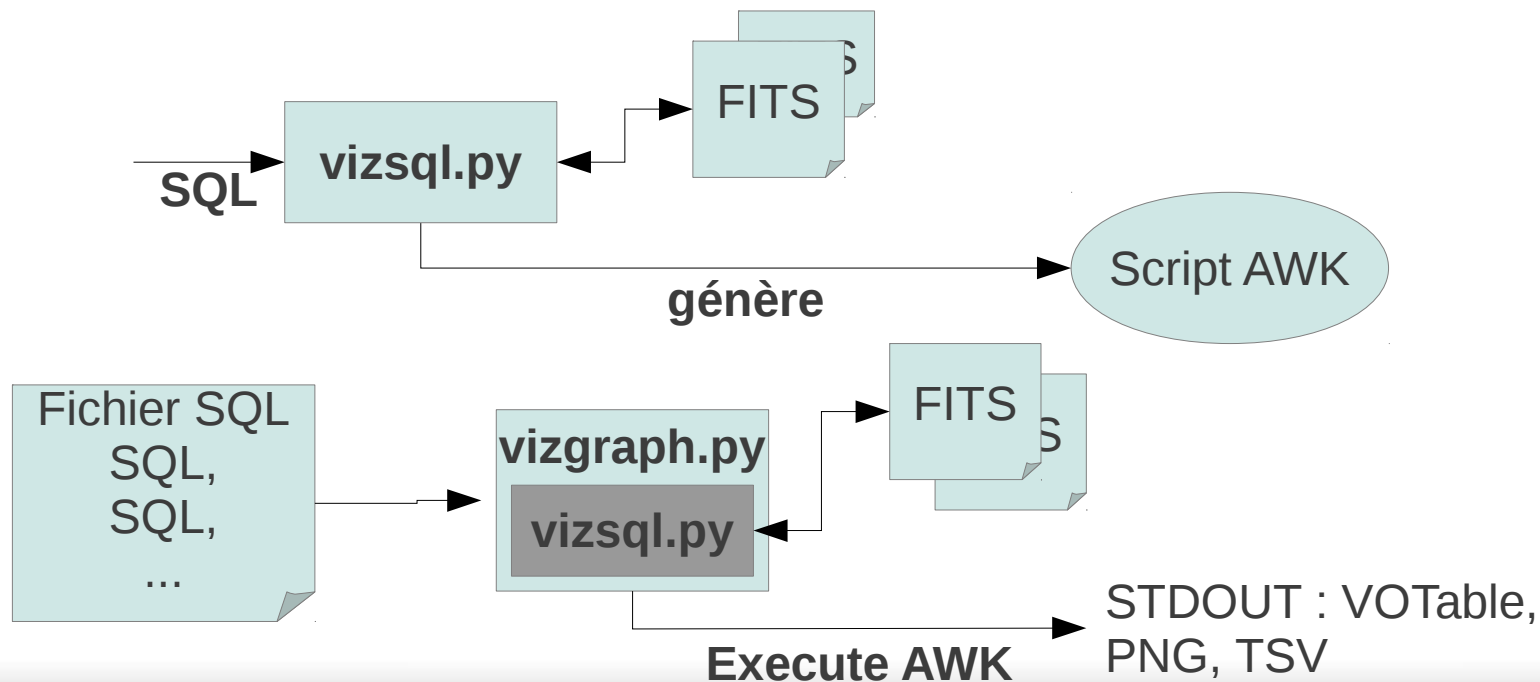 FITS
S
vizsql.py
SQL
Script AWK
génère
Fichier SQL
SQL,
SQL,
...
vizgraph.py
vizsql.py
FITS
S
Execute AWK
STDOUT : VOTable,
PNG, TSV